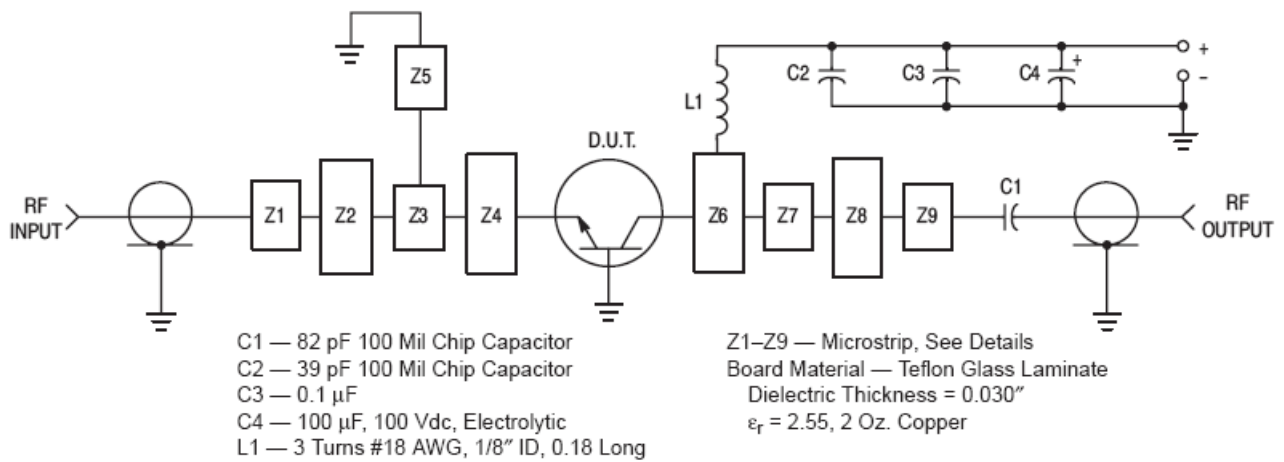 Z5
L1
C2
C3
C4
+
+
−
D.U.T.
RF
INPUT
Z1
Z2
Z3
Z4
Z6
Z7
Z8
Z9
C1
RF
OUTPUT
C1 — 82 pF 100 Mil Chip Capacitor
C2 — 39 pF 100 Mil Chip Capacitor
C3 — 0.1 μF
C4 — 100 μF, 100 Vdc, Electrolytic
L1 — 3 Turns #18 AWG, 1/8″ ID, 0.18 Long
Z1–Z9 — Microstrip, See Details
Board Material — Teflon Glass Laminate
Dielectric Thickness = 0.030″
εr = 2.55, 2 Oz. Copper